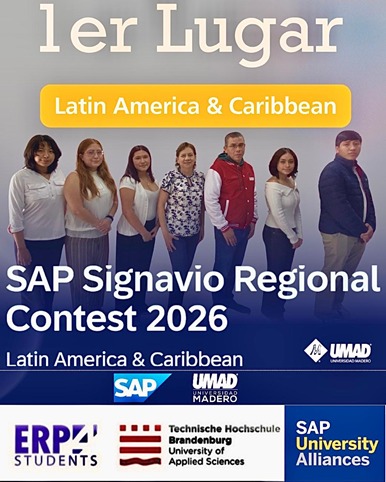 1er Lugar
Latin America & Caribbean
SAP Signavio Regional
Contest 2026
Latin America & Caribbean
UMAD
UNIVERSIDAD MADERO
SAP
UMAD
UNIVERSIDAD
MADERO
ERP4
STUDENTS
Technische Hochschule
Brandenburg
University of
Applied Sciences
SAP
University
Alliances